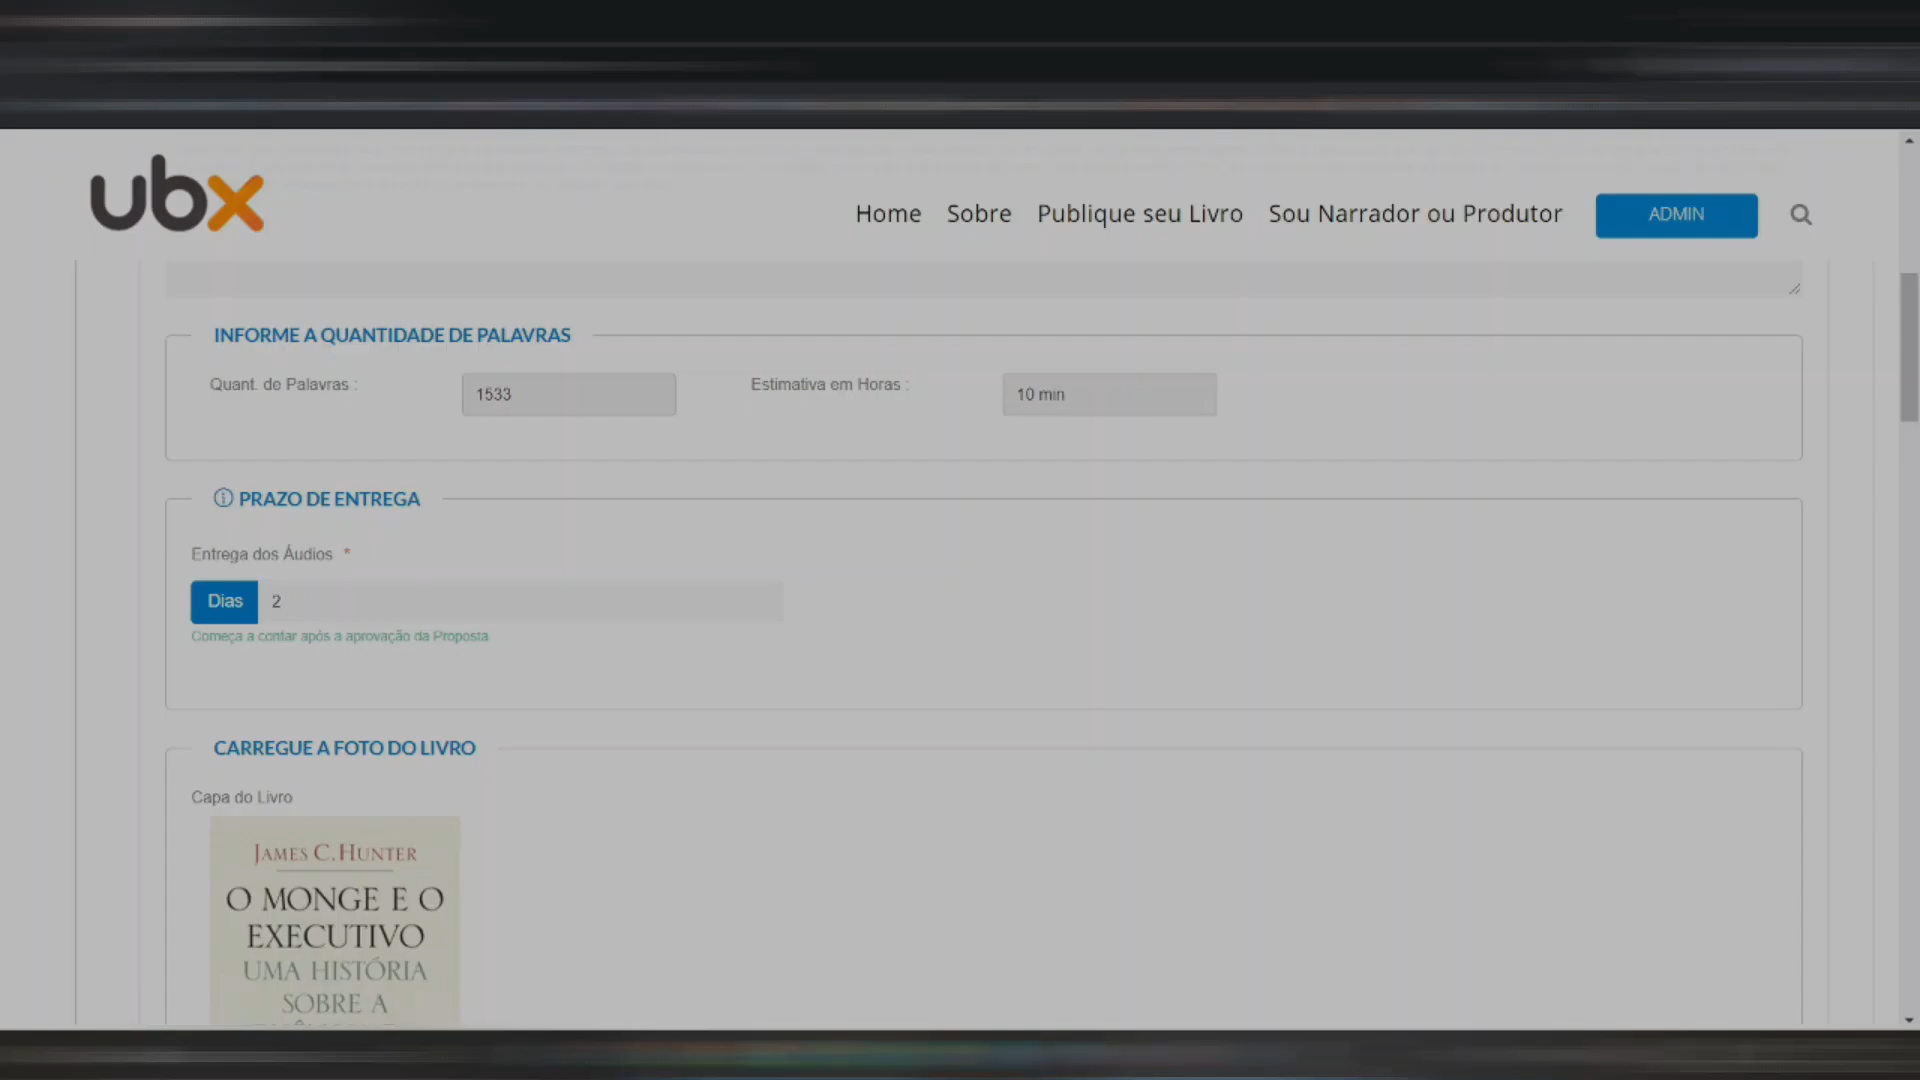 ubx
Home Sobre Publique seu Livro Sou Narrador ou Produtor ADMIN
INFORME A QUANTIDADE DE PALAVRAS
Quant. de Palavras : 1533 Estimativa em Horas : 10 min
PRAZO DE ENTREGA
Entrega dos Áudios *
Dias 2
Começa a contar após a aprovação da Proposta
CARREGUE A FOTO DO LIVRO
Capa do Livro
JAMES C. HUNTER
O MONGE E O
EXECUTIVO
UMA HISTÓRIA
SOBRE A